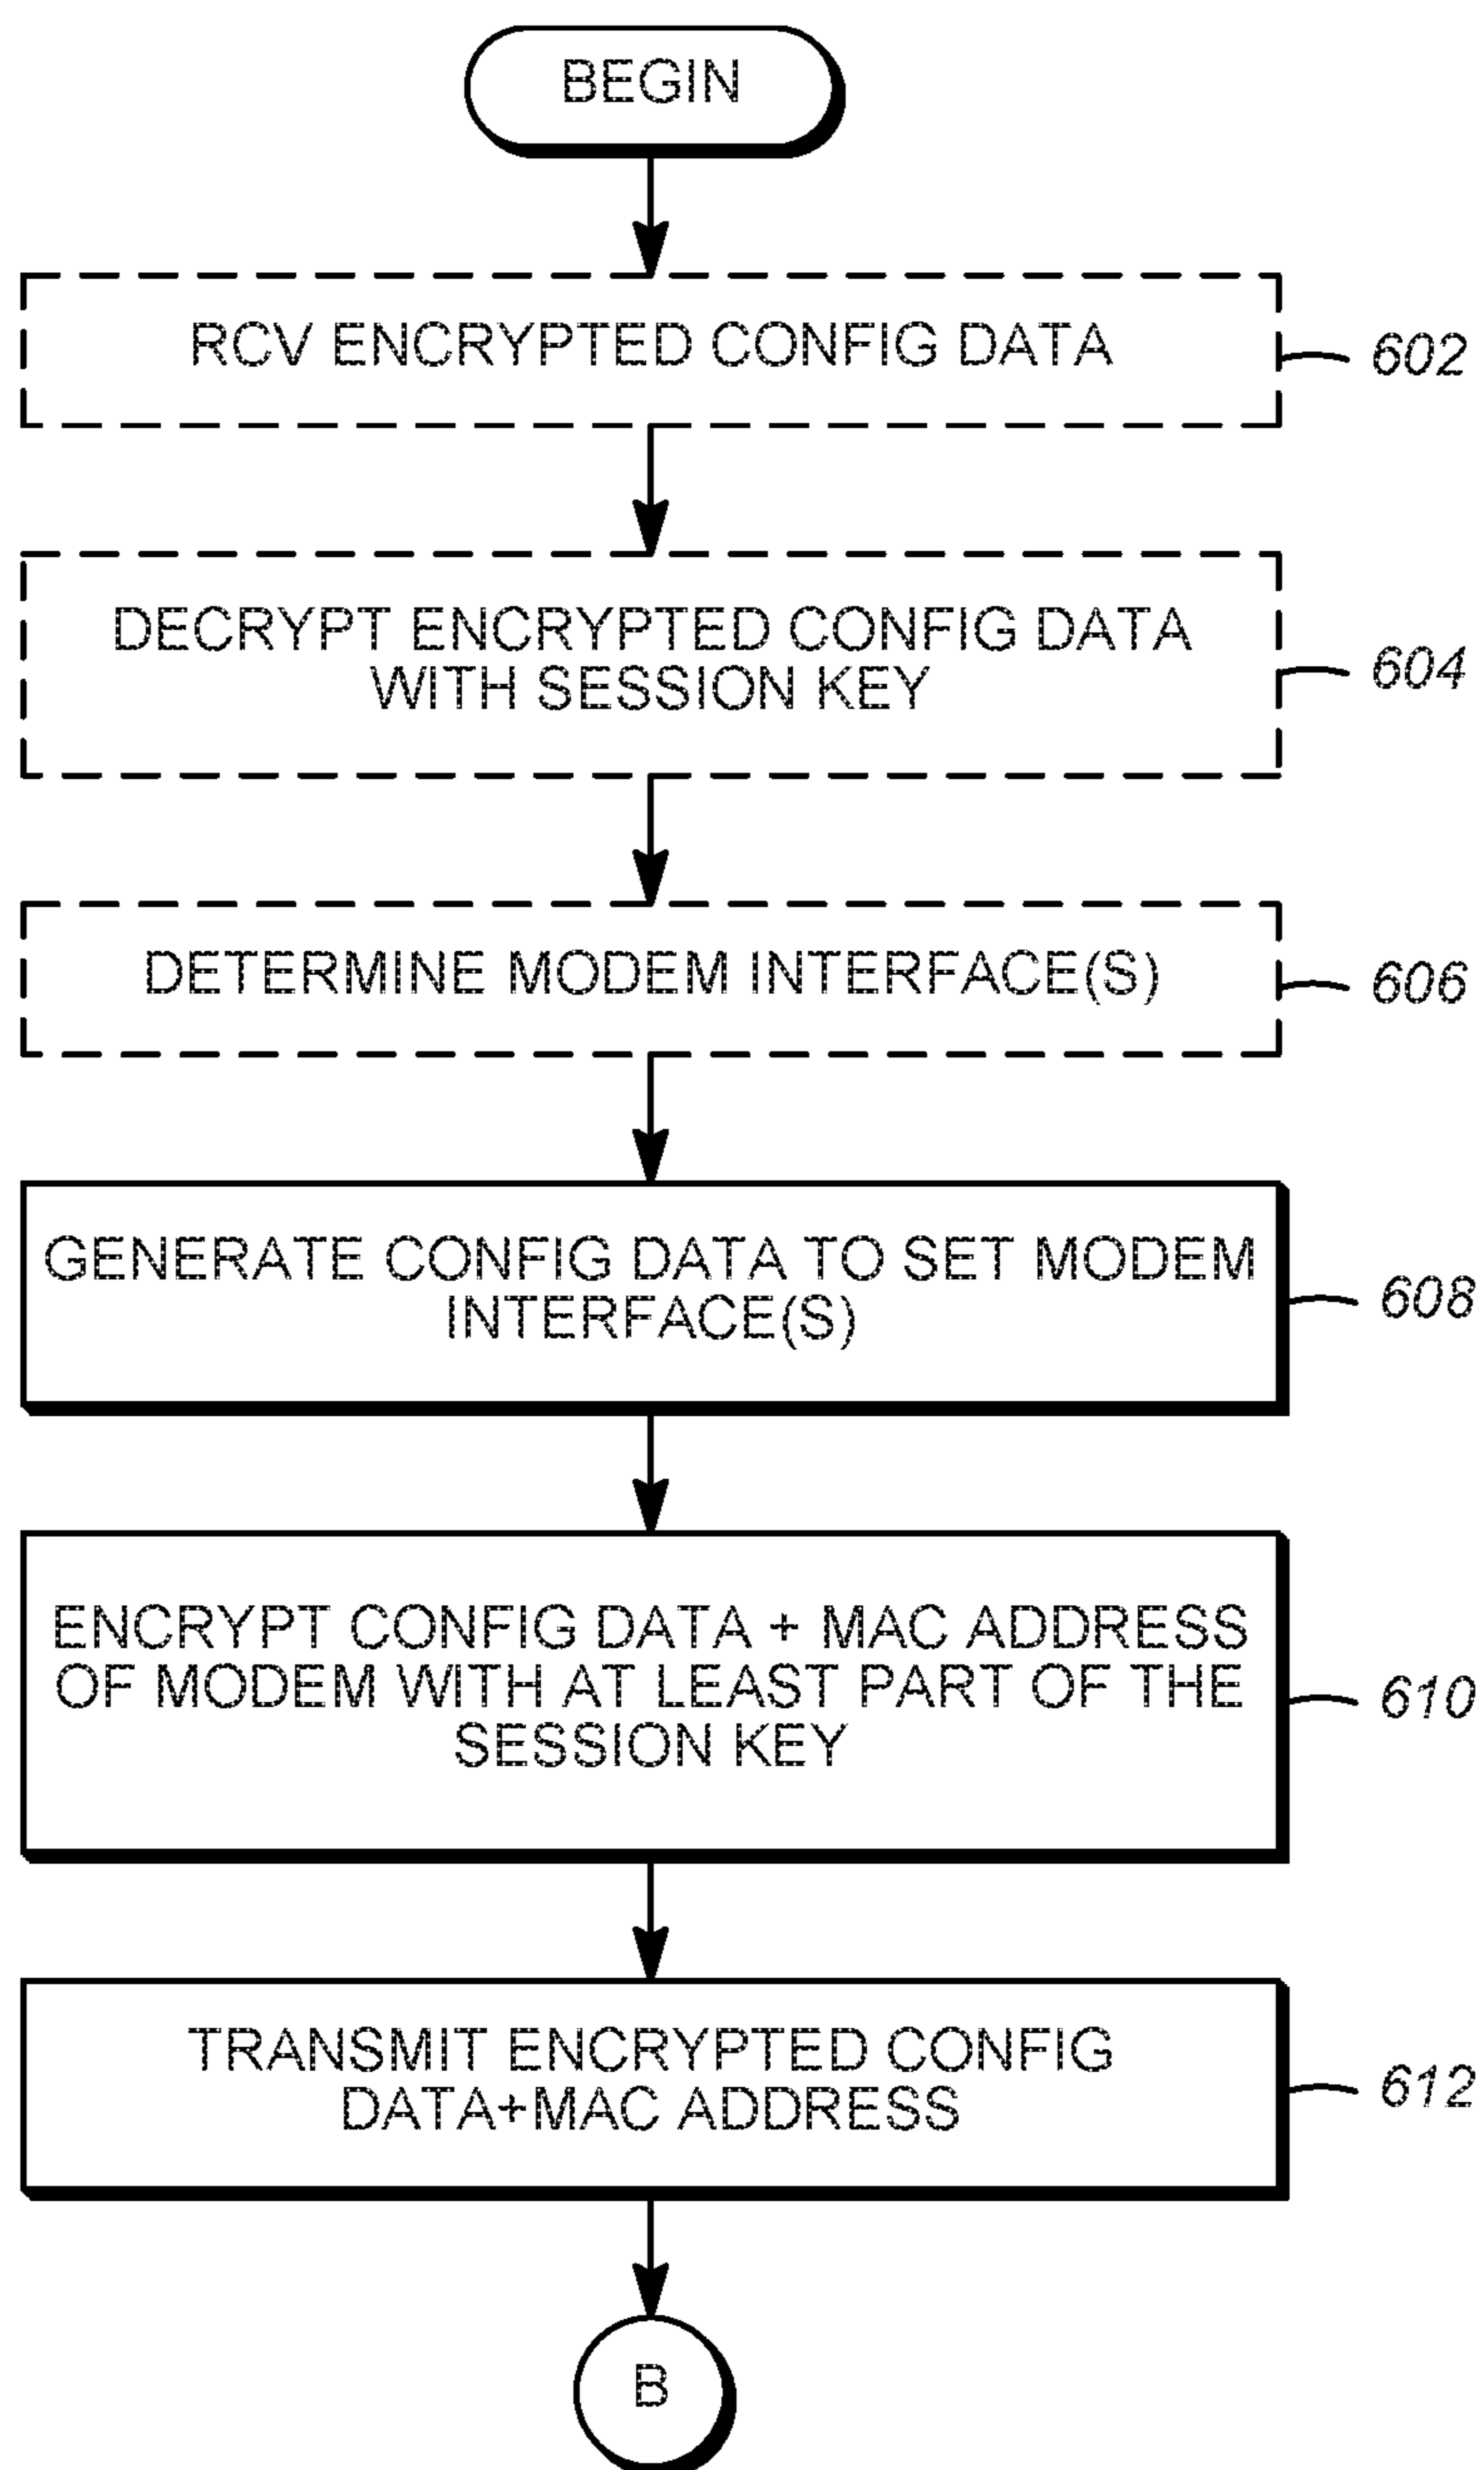 BEGIN
RCV ENCRYPTED CONFIG DATA
602
DECRYPT ENCRYPTED CONFIG DATA
WITH SESSION KEY
604
DETERMINE MODEM INTERFACE(S)
606
GENERATE CONFIG DATA TO SET MODEM
INTERFACE(S)
608
ENCRYPT CONFIG DATA + MAC ADDRESS
OF MODEM WITH AT LEAST PART OF THE
SESSION KEY
610
TRANSMIT ENCRYPTED CONFIG
DATA+MAC ADDRESS
612
B